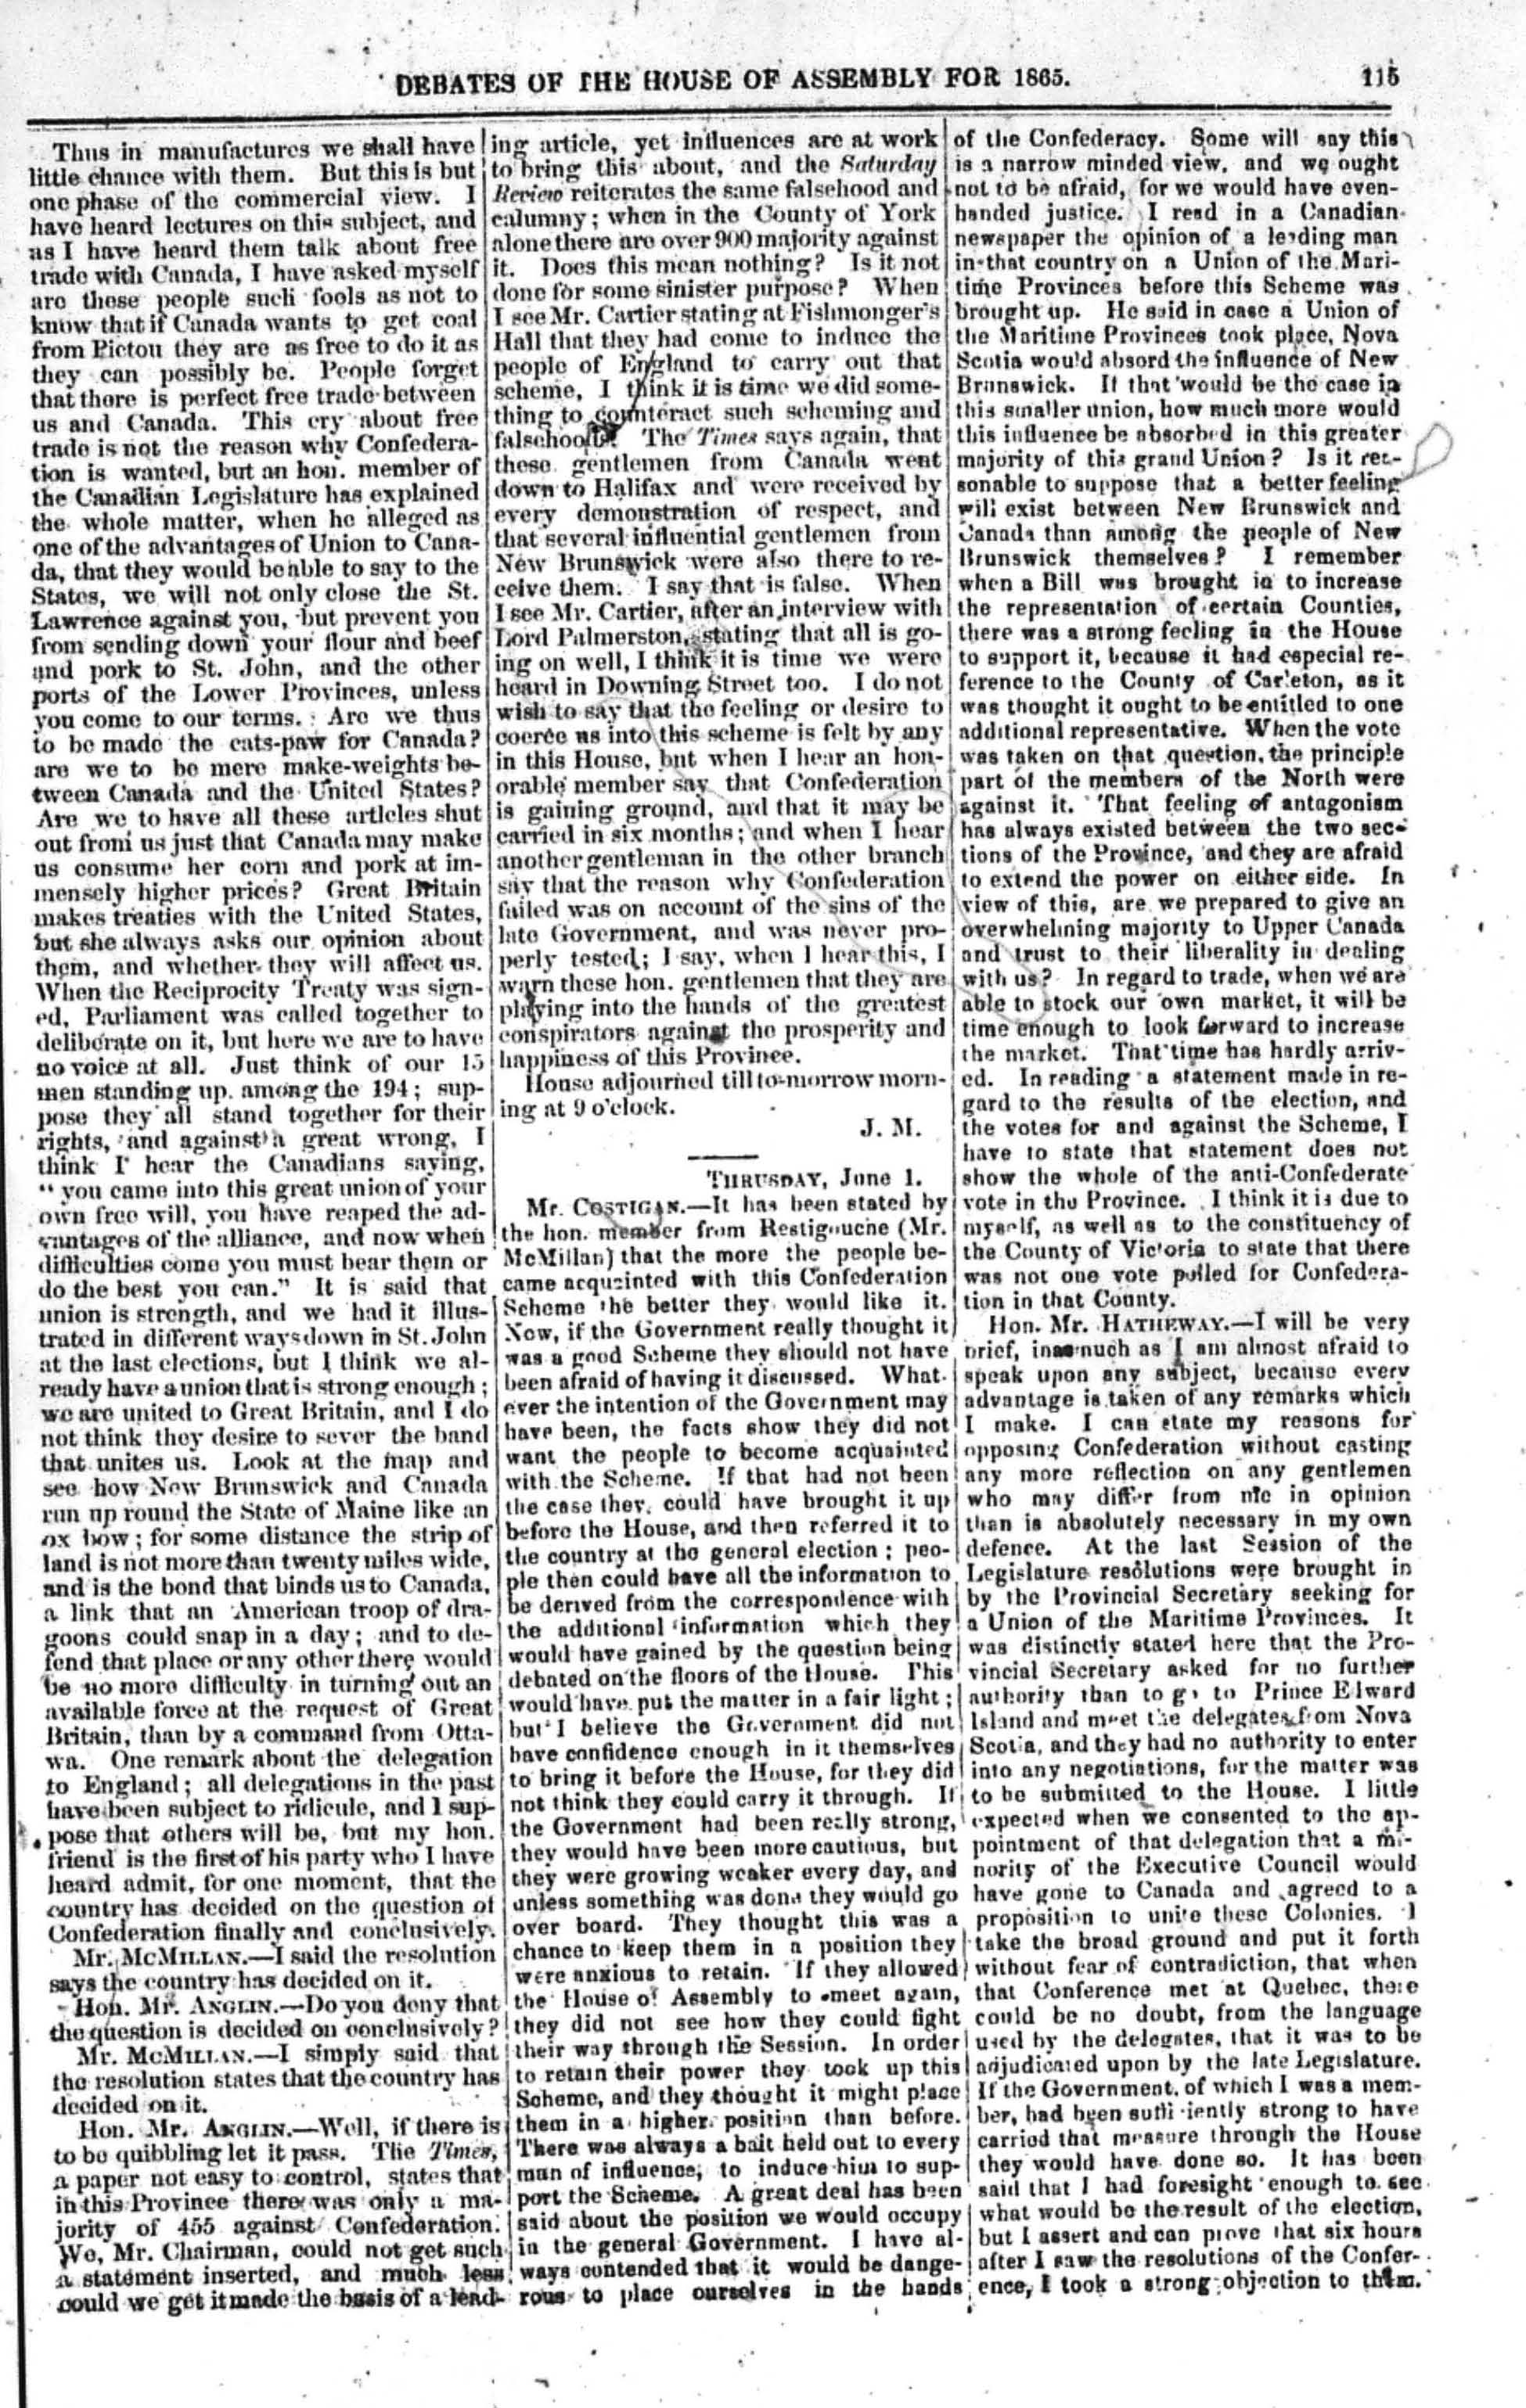 DEBATES OF THE HOUSE OF ASSEMBLY FOR 1865.
115
Thus in manufactures we shall have
little chance with them. But this is but
one phase of the commercial view. I
have heard lectures on this subject, and
as I have heard them talk about free
trade with Canada, I have asked myself
are these people such fools as not to
know that if Canada wants to get coal
from Pictou they are as free to do it as
they can possibly be. People forget
that there is perfect free trade between
us and Canada. This cry about free
trade is not the reason why Confedera-
tion is wanted, but an hon. member of
the Canadian Legislature has explained
the whole matter, when he alleged as
one of the advantages of Union to Cana-
da, that they would be able to say to the
States, we will not only close the St.
Lawrence against you, but prevent you
from sending down your flour and beef
and pork to St. John, and the other
ports of the Lower Provinces, unless
you come to our terms. Are we thus
to be made the cats-paw for Canada?
are we to be mere make-weights be-
tween Canada and the United States?
Are we to have all these articles shut
out from us just that Canada may make
us consume her corn and pork at im-
mensely higher prices? Great Britain
makes treaties with the United States,
but she always asks our opinion about
them, and whether they will affect us.
When the Reciprocity Treaty was sign-
ed, Parliament was called together to
deliberate on it, but here we are to have
no voice at all. Just think of our 15
men standing up among the 194; sup-
pose they all stand together for their
rights, and against a great wrong, I
think I hear the Canadians saying,
" you came into this great union of your
own free will, you have reaped the ad-
vantages of the alliance, and now when
difficulties come you must bear them or
do the best you can." It is said that
union is strength, and we had it illus-
trated in different ways down in St. John
at the last elections, but I think we al-
ready have a union that is strong enough;
we are united to Great Britain, and I do
not think they desire to sever the band
that unites us. Look at the map and
see how New Brunswick and Canada
run up round the State of Maine like an
ox bow; for some distance the strip of
land is not more than twenty miles wide,
and is the bond that binds us to Canada,
a link that an American troop of dra-
goons could snap in a day; and to de-
fend that place or any other there would
be no more difficulty in turning out an
available force at the request of Great
Britain, than by a command from Otta-
wa. One remark about the delegation
to England; all delegations in the past
have been subject to ridicule, and I sup-
pose that others will be, but my hon.
friend is the first of his party who I have
heard admit, for one moment, that the
country has decided on the question of
Confederation finally and conclusively.
Mr. McMILLAN.—I said the resolution
says the country has decided on it.
Hon. Mr. ANGLIN.—Do you deny that
the question is decided on conclusively?
Mr. McMILLAN.—I simply said that
the resolution states that the country has
decided on it.
Hon. Mr. ANGLIN.—Well, if there is
to be quibbling let it pass. The Times,
a paper not easy to control, states that
in this Province there was only a ma-
jority of 455 against Confederation.
We, Mr. Chairman, could not get such
a statement inserted, and much less
could we get it made the basis of a lead-
ing article, yet influences are at work
to bring this about, and the Saturday
Review reiterates the same falsehood and
calumny; when in the County of York
alone there are over 900 majority against
it. Does this mean nothing? Is it not
done for some sinister purpose? When
I see Mr. Cartier stating at Fishmonger's
Hall that they had come to induce the
people of England to carry out that
scheme, I think it is time we did some-
thing to counteract such scheming and
falsehoods. The Times says again, that
these gentlemen from Canada went
down to Halifax and were received by
every demonstration of respect, and
that several influential gentlemen from
New Brunswick were also there to re-
ceive them. I say that is false. When
I see Mr. Cartier, after an interview with
Lord Palmerston, stating that all is go-
ing on well, I think it is time we were
heard in Downing Street too. I do not
wish to say that the feeling or desire to
coerce us into this scheme is felt by any
in this House, but when I hear an hon-
orable member say that Confederation
is gaining ground, and that it may be
carried in six months; and when I hear
another gentleman in the other branch
say that the reason why Confederation
failed was on account of the sins of the
late Government, and was never pro-
perly tested; I say, when I hear this, I
warn these hon. gentlemen that they are
playing into the hands of the greatest
conspirators against the prosperity and
happiness of this Province.
House adjourned till to-morrow morn-
ing at 9 o'clock.
J. M.
THURSDAY, June 1.
Mr. COSTIGAN.—It has been stated by
the hon. member from Restigouche (Mr.
McMillan) that the more the people be-
came acquainted with this Confederation
Scheme the better they would like it.
Now, if the Government really thought it
was a good Scheme they should not have
been afraid of having it discussed. What-
ever the intention of the Government may
have been, the facts show they did not
want the people to become acquainted
with the Scheme. If that had not been
the case they could have brought it up
before the House, and then referred it to
the country at the general election; peo-
ple then could have all the information to
be derived from the correspondence with
the additional information which they
would have gained by the question being
debated on the floors of the House. This
would have put the matter in a fair light;
but I believe the Government did not
have confidence enough in it themselves
to bring it before the House, for they did
not think they could carry it through. If
the Government had been really strong,
they would have been more cautious, but
they were growing weaker every day, and
unless something was done they would go
over board. They thought this was a
chance to keep them in a position they
were anxious to retain. If they allowed
the House of Assembly to meet again,
they did not see how they could fight
their way through the Session. In order
to retain their power they took up this
Scheme, and they thought it might place
them in a higher position than before.
There was always a bait held out to every
man of influence, to induce him to sup-
port the Scheme. A great deal has been
said about the position we would occupy
in the general Government. I have al-
ways contended that it would be dange-
rous to place ourselves in the hands
of the Confederacy. Some will say this
is a narrow minded view, and we ought
not to be afraid, for we would have even-
handed justice. I read in a Canadian
newspaper the opinion of a leading man
in that country on a Union of the Mari-
time Provinces before this Scheme was
brought up. He said in case a Union of
the Maritime Provinces took place, Nova
Scotia would absord the influence of New
Brunswick. If that would be the case in
this smaller union, how much more would
this influence be absorbed in this greater
majority of this grand Union? Is it rea-
sonable to suppose that a better feeling
will exist between New Brunswick and
Canada than among the people of New
Brunswick themselves? I remember
when a Bill was brought in to increase
the representation of certain Counties,
there was a strong feeling in the House
to support it, because it had especial re-
ference to the County of Carleton, as it
was thought it ought to be entitled to one
additional representative. When the vote
was taken on that question, the principle
part of the members of the North were
against it. That feeling of antagonism
has always existed between the two sec-
tions of the Province, and they are afraid
to extend the power on either side. In
view of this, are we prepared to give an
overwhelming majority to Upper Canada
and trust to their liberality in dealing
with us? In regard to trade, when we are
able to stock our own market, it will be
time enough to look forward to increase
the market. That time has hardly arriv-
ed. In reading a statement made in re-
gard to the results of the election, and
the votes for and against the Scheme, I
have to state that statement does not
show the whole of the anti-Confederate
vote in the Province. I think it is due to
myself, as well as to the constituency of
the County of Victoria to state that there
was not one vote polled for Confedera-
tion in that County.
Hon. Mr. HATHEWAY.—I will be very
brief, inasmuch as I am almost afraid to
speak upon any subject, because every
advantage is taken of any remarks which
I make. I can state my reasons for
opposing Confederation without casting
any more reflection on any gentlemen
who may differ from me in opinion
than is absolutely necessary in my own
defence. At the last Session of the
Legislature resolutions were brought in
by the Provincial Secretary seeking for
a Union of the Maritime Provinces. It
was distinctly stated here that the Pro-
vincial Secretary asked for no further
authority than to go to Prince Edward
Island and meet the delegates from Nova
Scotia, and they had no authority to enter
into any negotiations, for the matter was
to be submitted to the House. I little
expected when we consented to the ap-
pointment of that delegation that a mi-
nority of the Executive Council would
have gone to Canada and agreed to a
proposition to unite these Colonies. I
take the broad ground and put it forth
without fear of contradiction, that when
that Conference met at Quebec, there
could be no doubt, from the language
used by the delegates, that it was to be
adjudicated upon by the late Legislature.
If the Government, of which I was a mem-
ber, had been sufficiently strong to have
carried that measure through the House
they would have done so. It has been
said that I had foresight enough to see
what would be the result of the election,
but I assert and can prove that six hours
after I saw the resolutions of the Confer-
ence, I took a strong objection to them.